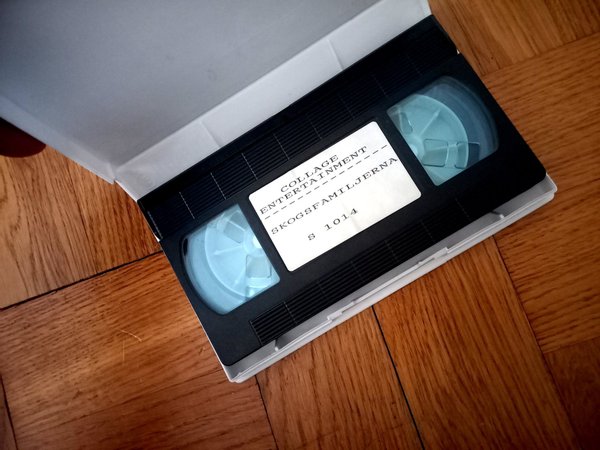 COLLAGE
ENTERTAINMENT
---------------
SKOGSFAMILJERNA
S 1014